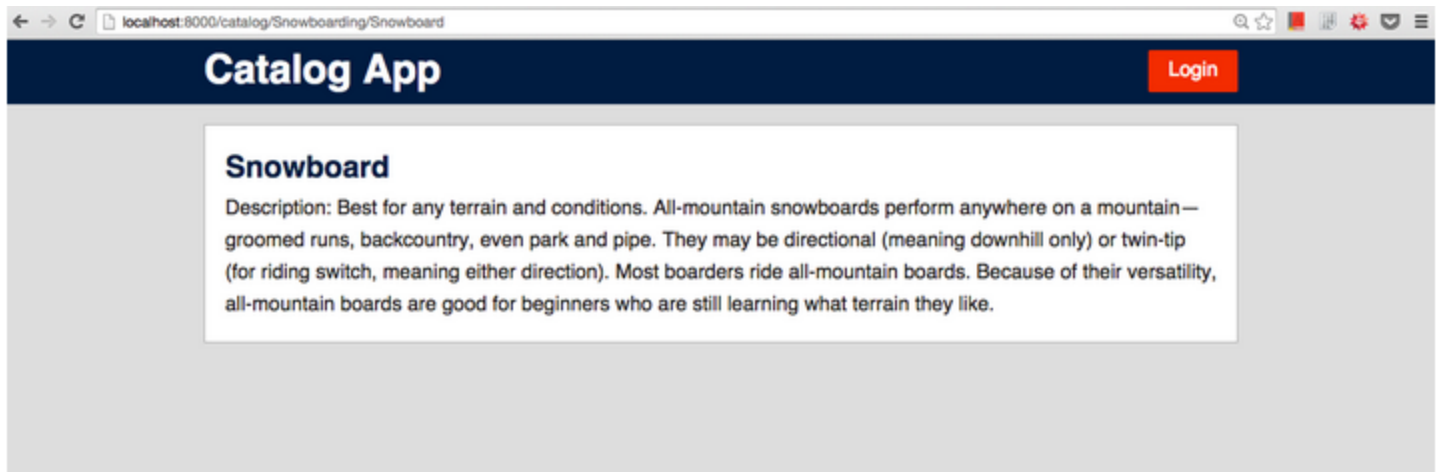 localhost:8000/catalog/Snowboarding/Snowboard
Catalog App
Login
Snowboard
Description: Best for any terrain and conditions. All-mountain snowboards perform anywhere on a mountain—
groomed runs, backcountry, even park and pipe. They may be directional (meaning downhill only) or twin-tip
(for riding switch, meaning either direction). Most boarders ride all-mountain boards. Because of their versatility,
all-mountain boards are good for beginners who are still learning what terrain they like.